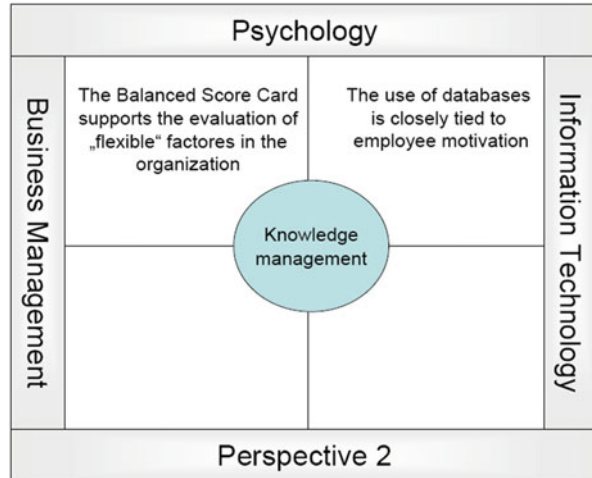 Psychology
Business Management
The Balanced Score Card
supports the evaluation of
„flexible“ factores in the
organization
The use of databases
is closely tied to
employee motivation
Information Technology
Knowledge
management
Perspective 2